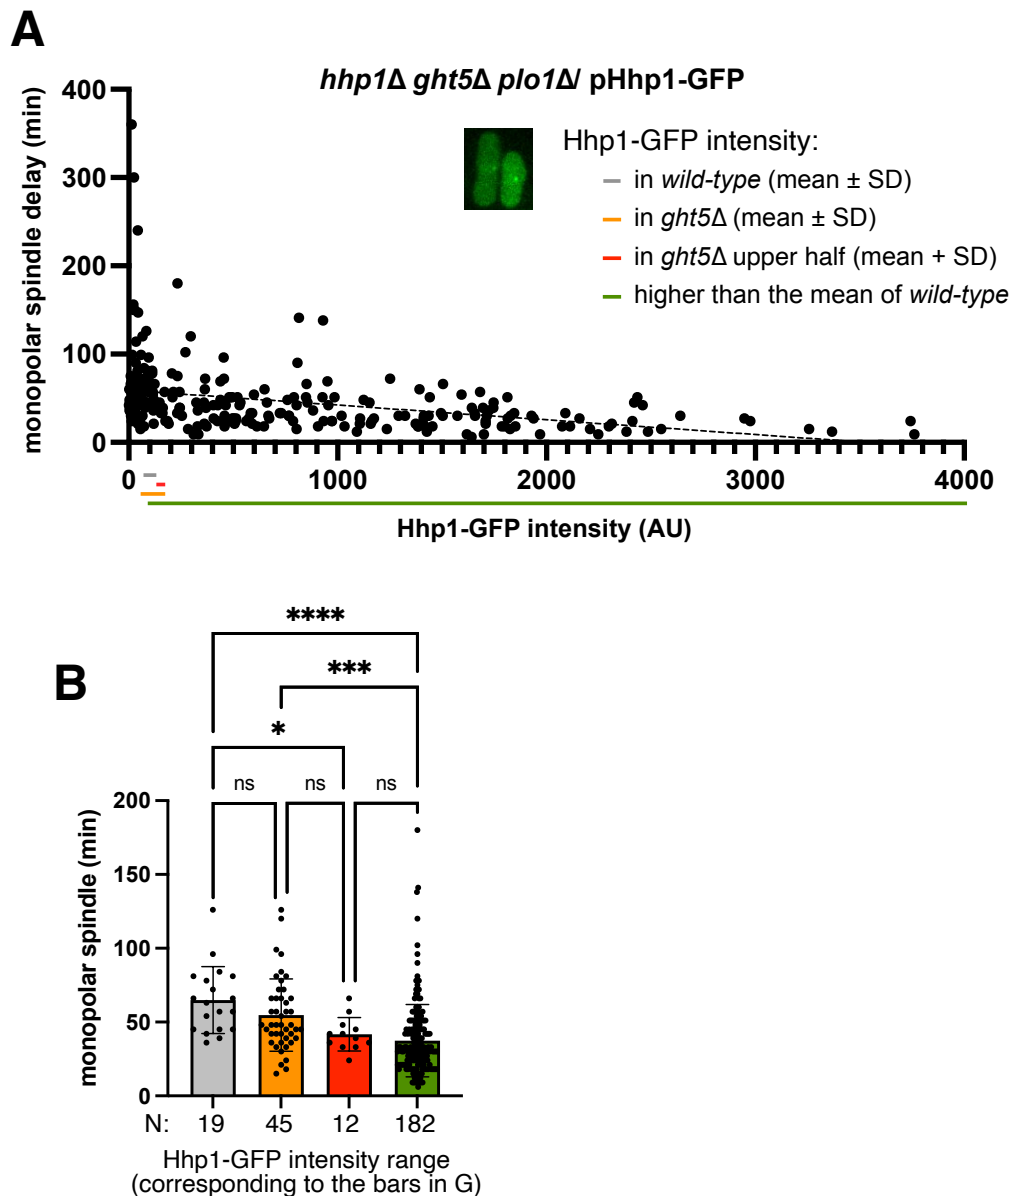 A
hhp1Δ ght5Δ plo1Δ/ pHhp1-GFP
monopolar spindle delay (min)
400
300
200
100
0
Hhp1-GFP intensity:
in wild-type (mean ± SD)
in ght5Δ (mean ± SD)
in ght5Δ upper half (mean + SD)
higher than the mean of wild-type
0 1000 2000 3000 4000
Hhp1-GFP intensity (AU)
B
****
***
*
ns ns ns
monopolar spindle (min)
200
150
100
50
0
N: 19 45 12 182
Hhp1-GFP intensity range
(corresponding to the bars in G)